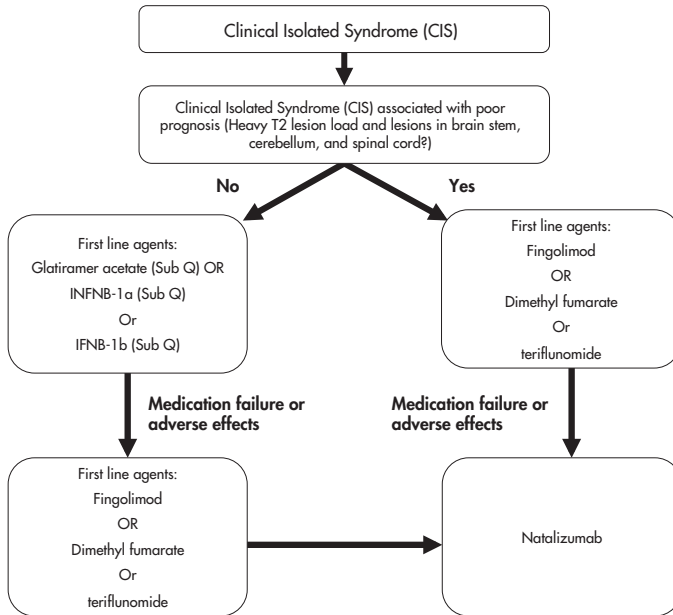 Clinical Isolated Syndrome (CIS)
Clinical Isolated Syndrome (CIS) associated with poor
prognosis (Heavy T2 lesion load and lesions in brain stem,
cerebellum, and spinal cord?)
No
Yes
First line agents:
Glatiramer acetate (Sub Q) OR
INFNB-1a (Sub Q)
Or
IFNB-1b (Sub Q)
First line agents:
Fingolimod
OR
Dimethyl fumarate
Or
teriflunomide
Medication failure or
adverse effects
Medication failure or
adverse effects
First line agents:
Fingolimod
OR
Dimethyl fumarate
Or
teriflunomide
Natalizumab